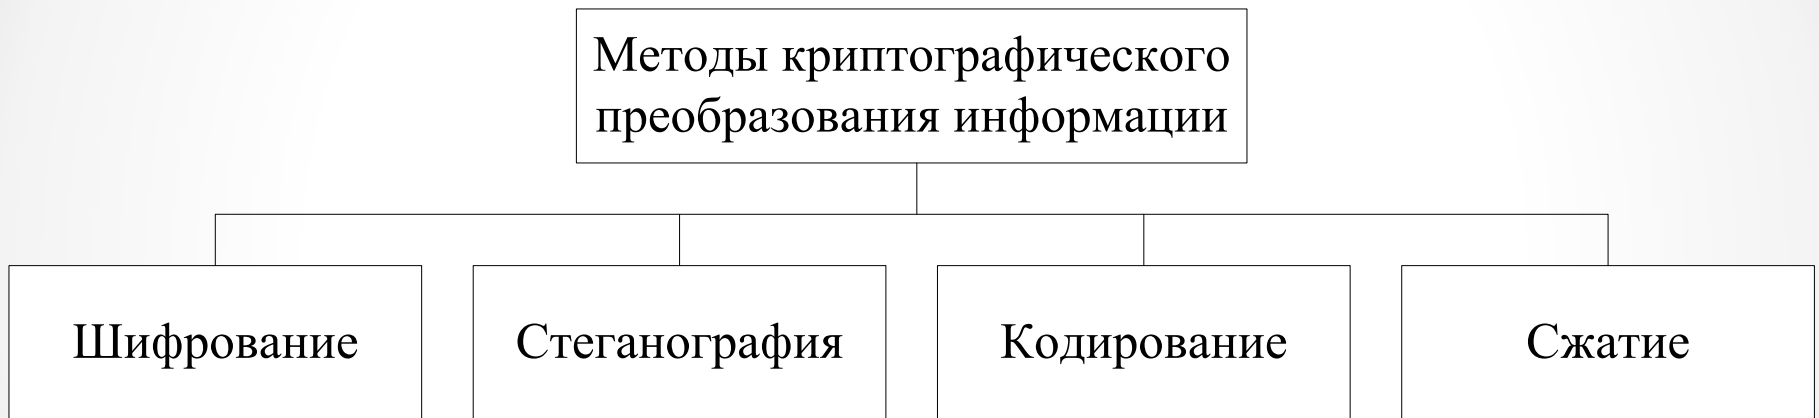 Методы криптографического
преобразования информации
Шифрование
Стеганография
Кодирование
Сжатие